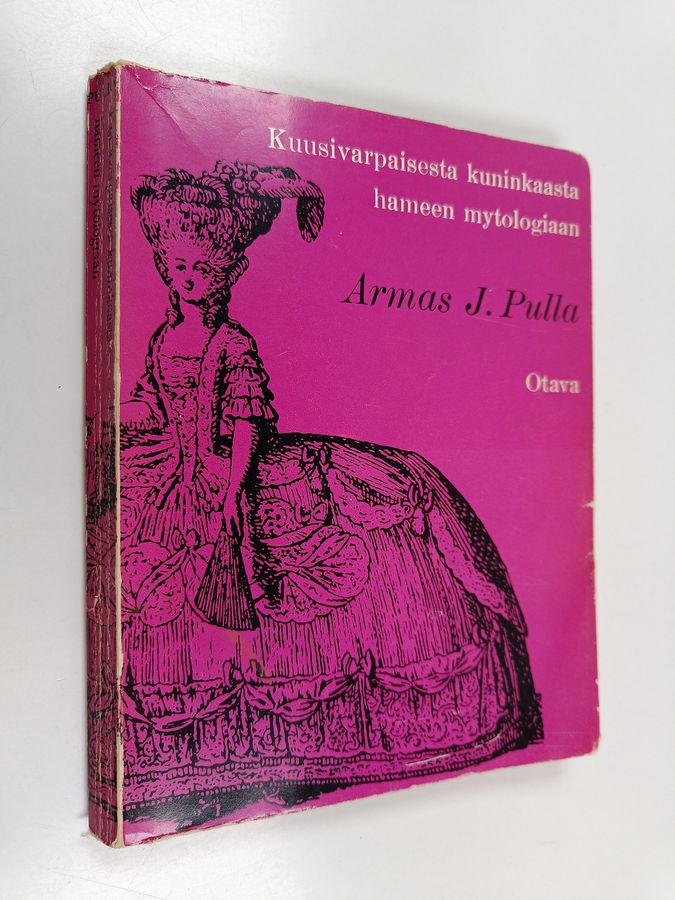 Kuusivarpaisesta kuninkaasta
hameen mytologiaan
Armas J. Pulla
Otava